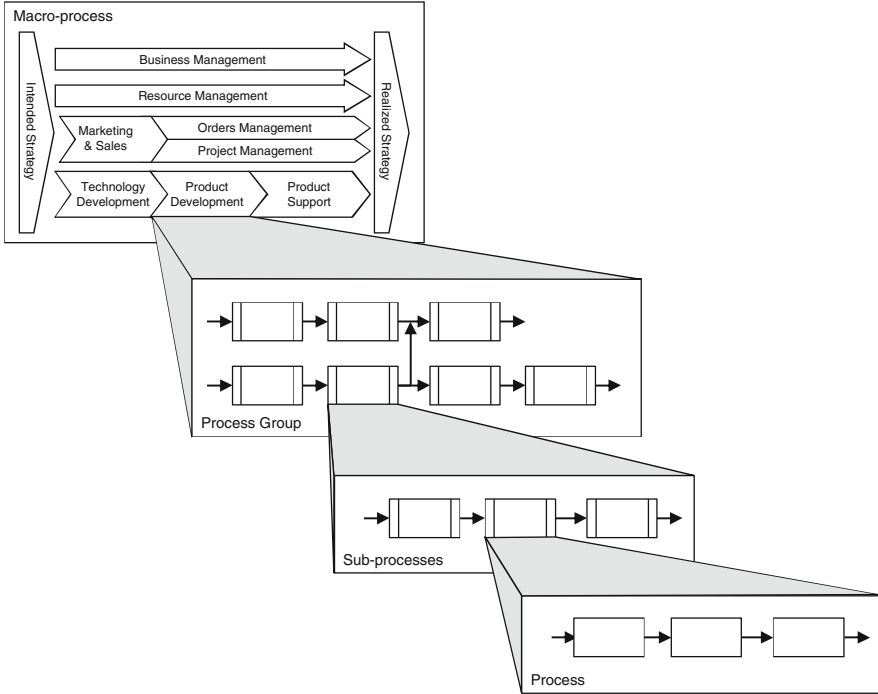 Macro-process
Intended Strategy
Business Management
Resource Management
Marketing
& Sales
Orders Management
Project Management
Technology
Development
Product
Development
Product
Support
Realized Strategy
Process Group
Sub-processes
Process